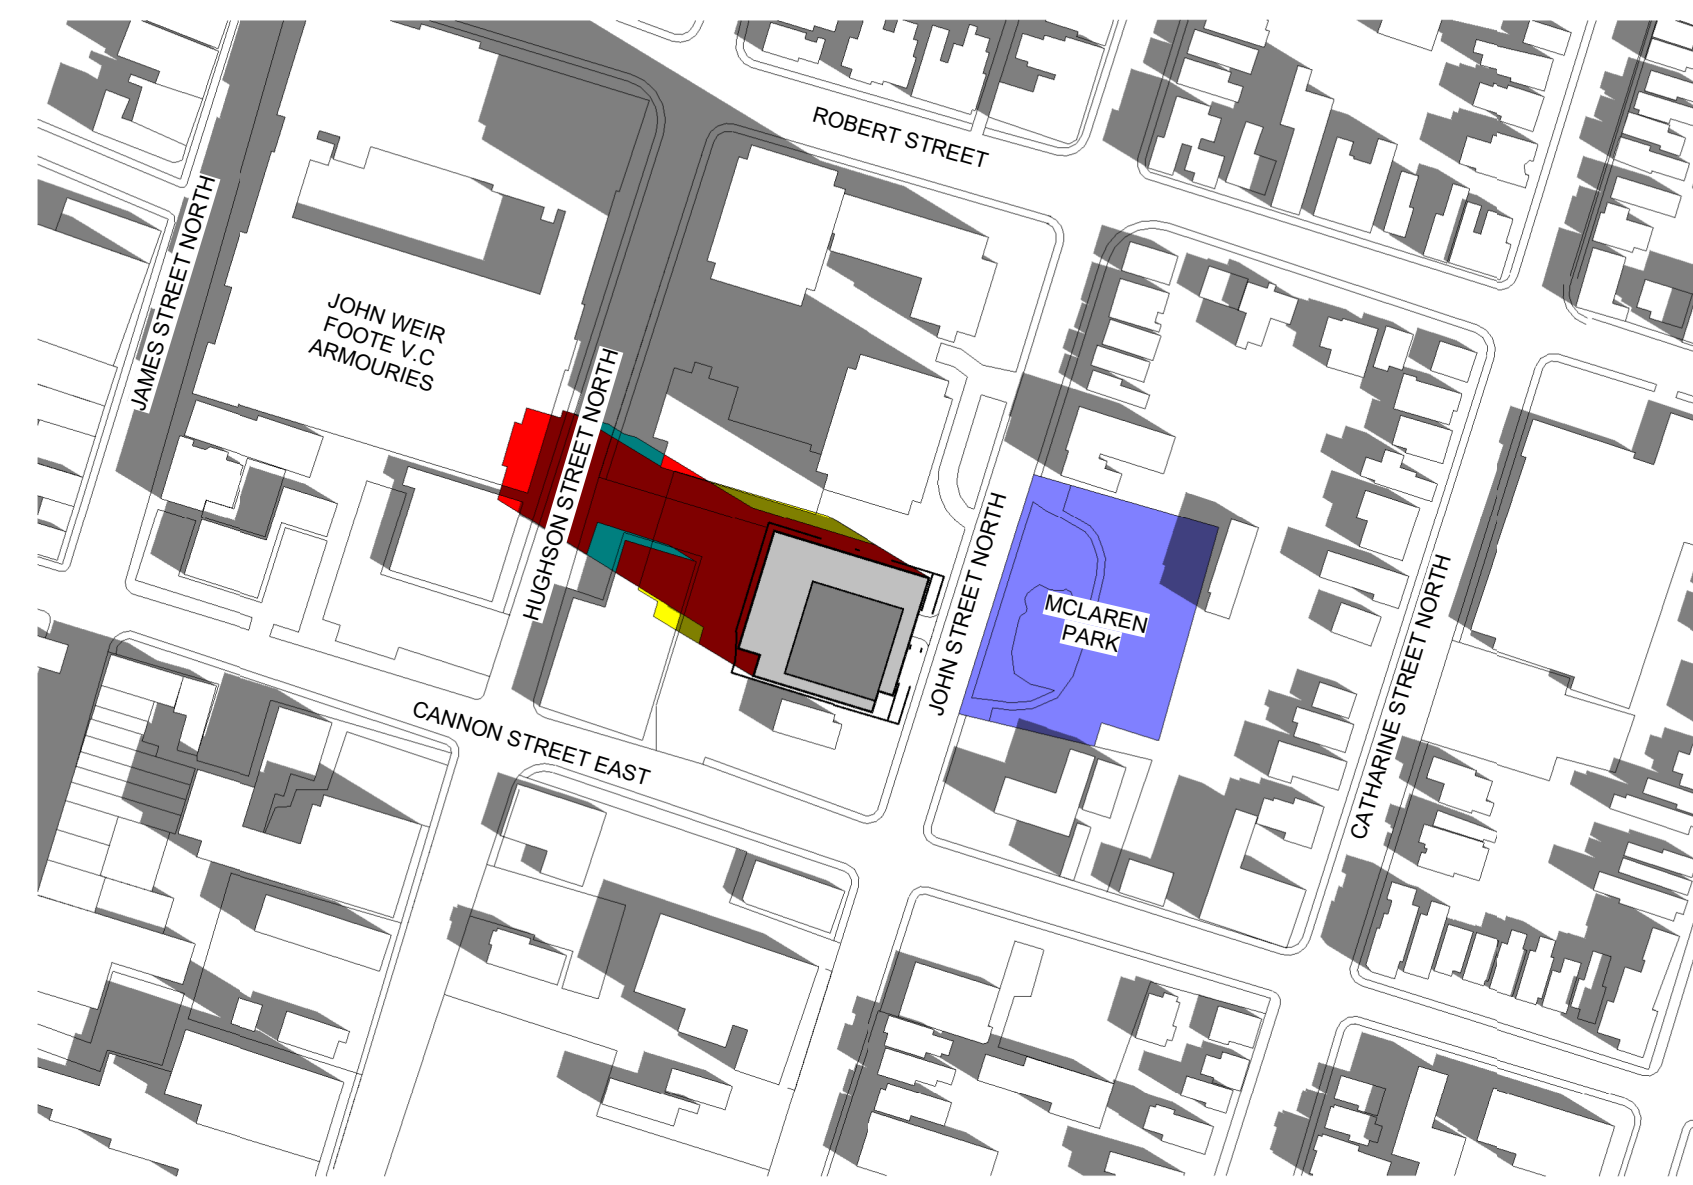 ROBERT STREET
JAMES STREET NORTH
JOHN WEIR
FOOTE V.C
ARMOURIES
HUGHSON STREET NORTH
JOHN STREET NORTH
MCLAREN
PARK
CATHARINE STREET NORTH
CANNON STREET EAST